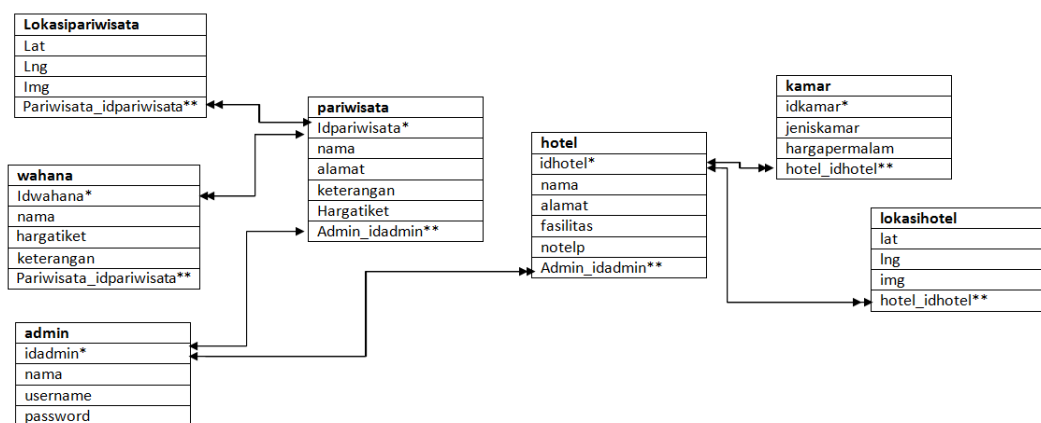 Lokasipariwisata
Lat
Lng
Img
Pariwisata_idpariwisata**
wahana
Idwahana*
nama
hargatiket
keterangan
Pariwisata_idpariwisata**
admin
idadmin*
nama
username
password
pariwisata
Idpariwisata*
nama
alamat
keterangan
Hargatiket
Admin_idadmin**
hotel
idhotel*
nama
alamat
fasilitas
notelp
Admin_idadmin**
kamar
idkamar*
jeniskamar
hargapermalam
hotel_idhotel**
lokasihotel
lat
lng
img
hotel_idhotel**